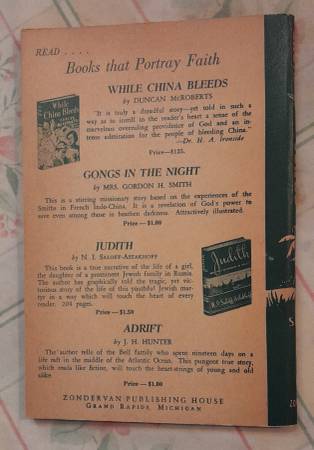 READ ....
Books that Portray Faith
WHILE CHINA BLEEDS
by DUNCAN McROBERTS
"It is truly a dreadful story—yet told in such a
way as to instill in the reader's heart a sense of the
marvelous overruling providence of God and an in-
tense admiration for the people of bleeding China."
—Dr. H. A. Ironside
Price—$1.25.
While
China Bleeds
GONGS IN THE NIGHT
by MRS. GORDON H. SMITH
This is a stirring missionary story based on the experiences of the
Smiths in French Indo-China. It is a revelation of God's power to
save even among those in heathen darkness. Attractively illustrated.
Price — $1.00
JUDITH
by N. I. SALOFF-ASTAKHOFF
This book is a true narrative of the life of a girl,
the daughter of a prominent Jewish family in Russia.
The author has graphically told the tragic, yet vic-
torious story of the life of this youthful Jewish mar-
tyr in a way which will touch the heart of every
reader. 204 pages.
Price —$1.50
Judith
ADRIFT
by J. H. HUNTER
The author tells of the Bell family who spent nineteen days on a
life raft in the middle of the Atlantic Ocean. This pungent true story,
which reads like fiction, will touch the heart-strings of young and old
alike.
Price — $1.00
ZONDERVAN PUBLISHING HOUSE
GRAND RAPIDS, MICHIGAN